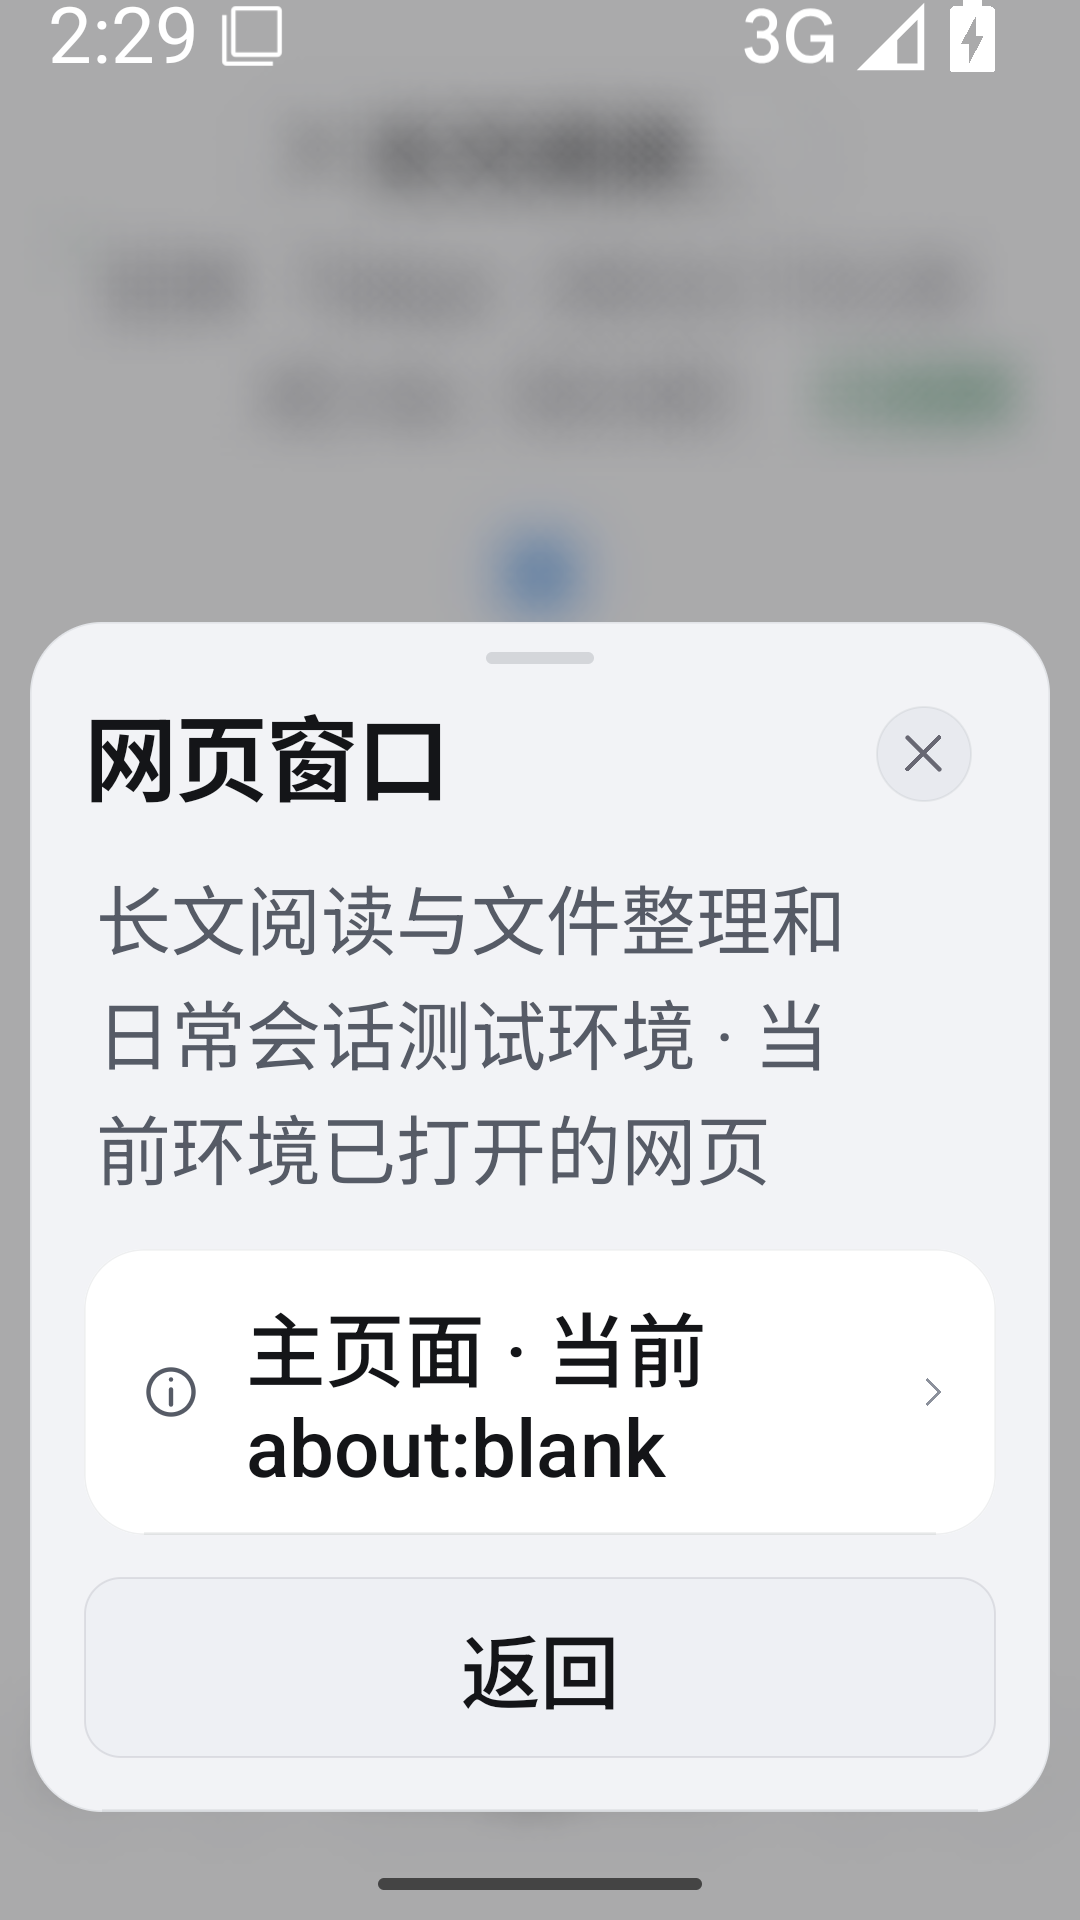 2:29 3G
网页窗口
长文阅读与文件整理和
日常会话测试环境 · 当
前环境已打开的网页
主页面 · 当前
about:blank
返回